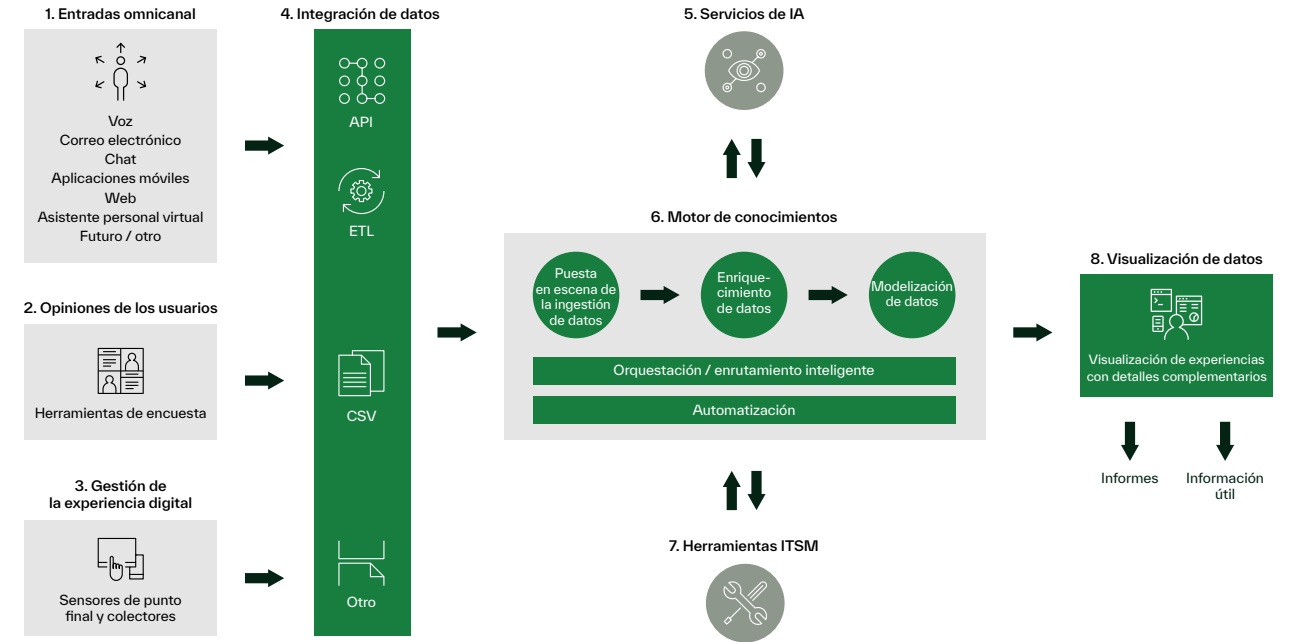 1. Entradas omnicanal
Voz
Correo electrónico
Chat
Aplicaciones móviles
Web
Asistente personal virtual
Futuro / otro
2. Opiniones de los usuarios
Herramientas de encuesta
3. Gestión de
la experiencia digital
Sensores de punto
final y colectores
4. Integración de datos
API
ETL
CSV
Otro
5. Servicios de IA
6. Motor de conocimientos
Puesta
en escena de
la ingestión
de datos
Enrique-
cimiento
de datos
Modelización
de datos
Orquestación / enrutamiento inteligente
Automatización
7. Herramientas ITSM
8. Visualización de datos
Visualización de experiencias
con detalles complementarios
Informes
Información
útil